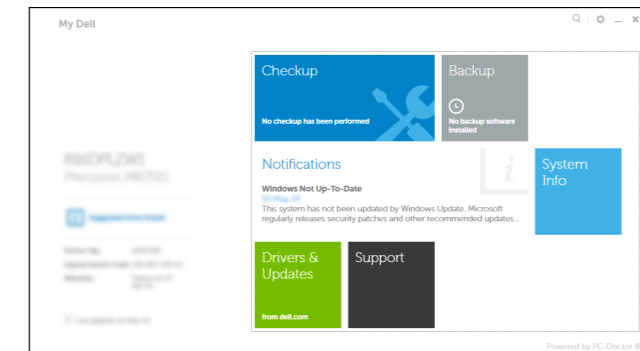 My Dell
Checkup
No checkup has been performed
Backup
No backup software
installed
Notifications
Windows Not Up-To-Date
This system has not been updated by Windows Update. Microsoft
regularly releases security patches and other recommended updates...
System
Info
Drivers &
Updates
from dell.com
Support
Powered by PC-Doctor ®